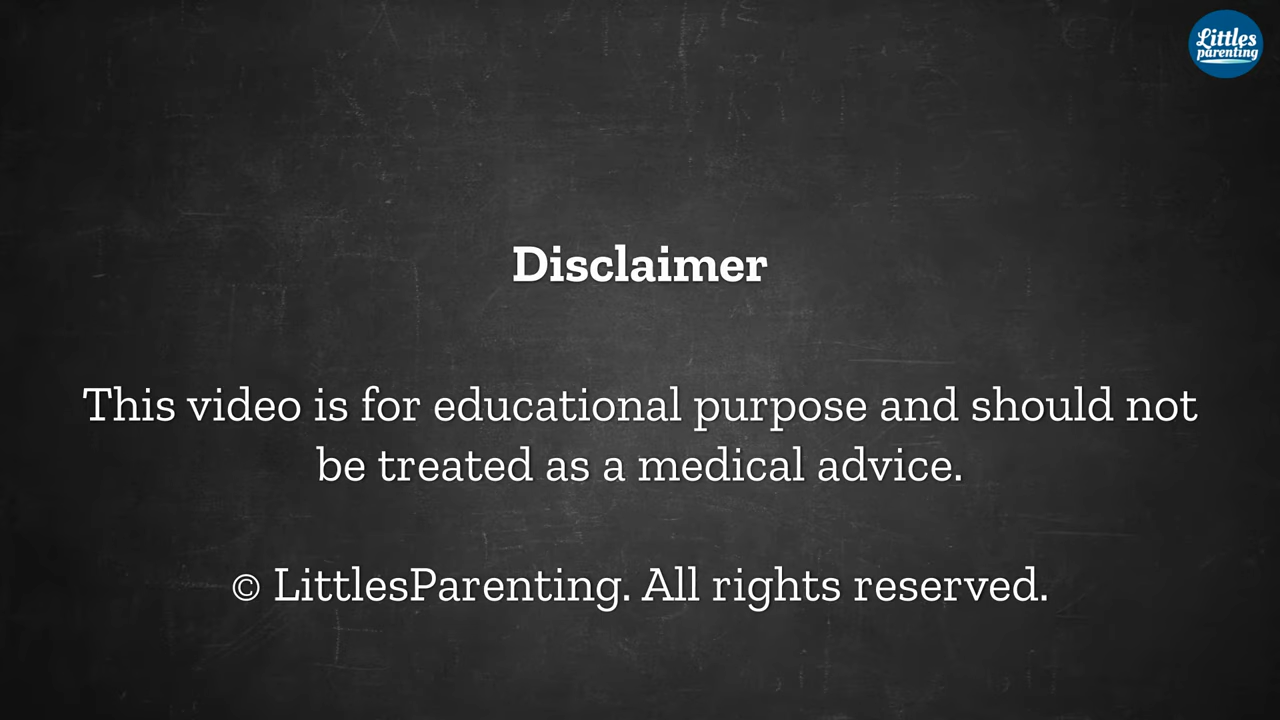 Littles
parenting
Disclaimer
This video is for educational purpose and should not
be treated as a medical advice.
© LittlesParenting. All rights reserved.